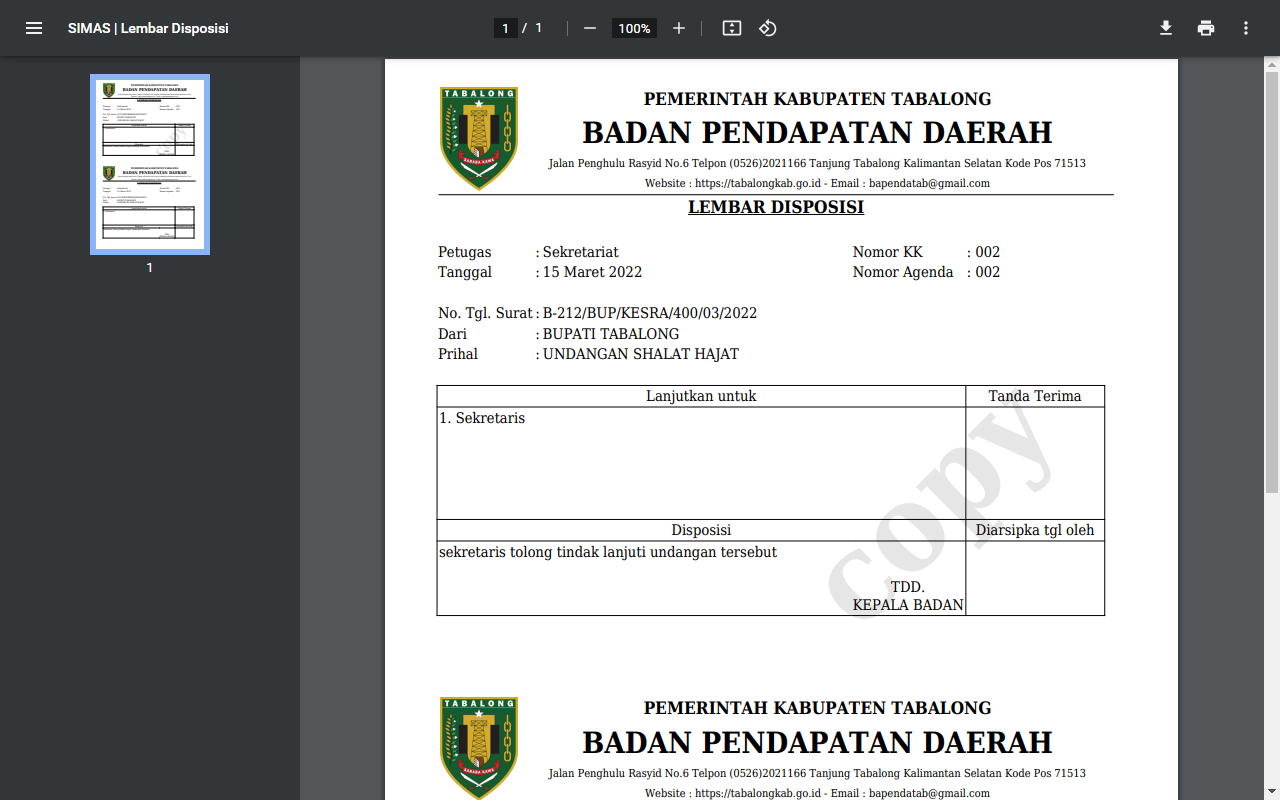 SIMAS | Lembar Disposisi
1 / 1
100%
1
TABALONG
SARABA KAWA
PEMERINTAH KABUPATEN TABALONG
BADAN PENDAPATAN DAERAH
Jalan Penghulu Rasyid No.6 Telpon (0526)2021166 Tanjung Tabalong Kalimantan Selatan Kode Pos 71513
Website : https://tabalongkab.go.id - Email : bapendatab@gmail.com
LEMBAR DISPOSISI
Petugas : Sekretariat Nomor KK : 002
Tanggal : 15 Maret 2022 Nomor Agenda : 002
No. Tgl. Surat : B-212/BUP/KESRA/400/03/2022
Dari : BUPATI TABALONG
Prihal : UNDANGAN SHALAT HAJAT
Lanjutkan untuk Tanda Terima
1. Sekretaris
copy
Disposisi Diarsipka tgl oleh
sekretaris tolong tindak lanjuti undangan tersebut
TDD.
KEPALA BADAN
TABALONG
SARABA KAWA
PEMERINTAH KABUPATEN TABALONG
BADAN PENDAPATAN DAERAH
Jalan Penghulu Rasyid No.6 Telpon (0526)2021166 Tanjung Tabalong Kalimantan Selatan Kode Pos 71513
Website : https://tabalongkab.go.id - Email : bapendatab@gmail.com